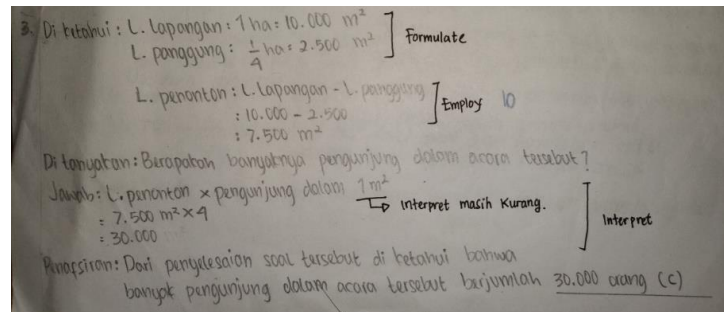 3. Di ketahui : L. lapangan : 1 ha : 10.000 m²
L. panggung : 1/4 ha : 2.500 m²
Formulate
L. penonton : L. lapangan - L. panggung
: 10.000 - 2.500
: 7.500 m²
Employ 10
Di tanyakan : Berapakah banyaknya pengunjung dalam acara tersebut ?
Jawab : L. penonton x pengunjung dalam 1 m²
= 7.500 m² x 4
= 30.000
Interpret masih kurang.
Interpret
Penafsiran : Dari penyelesaian soal tersebut di ketahui bahwa
banyak pengunjung dalam acara tersebut berjumlah 30.000 orang (C)